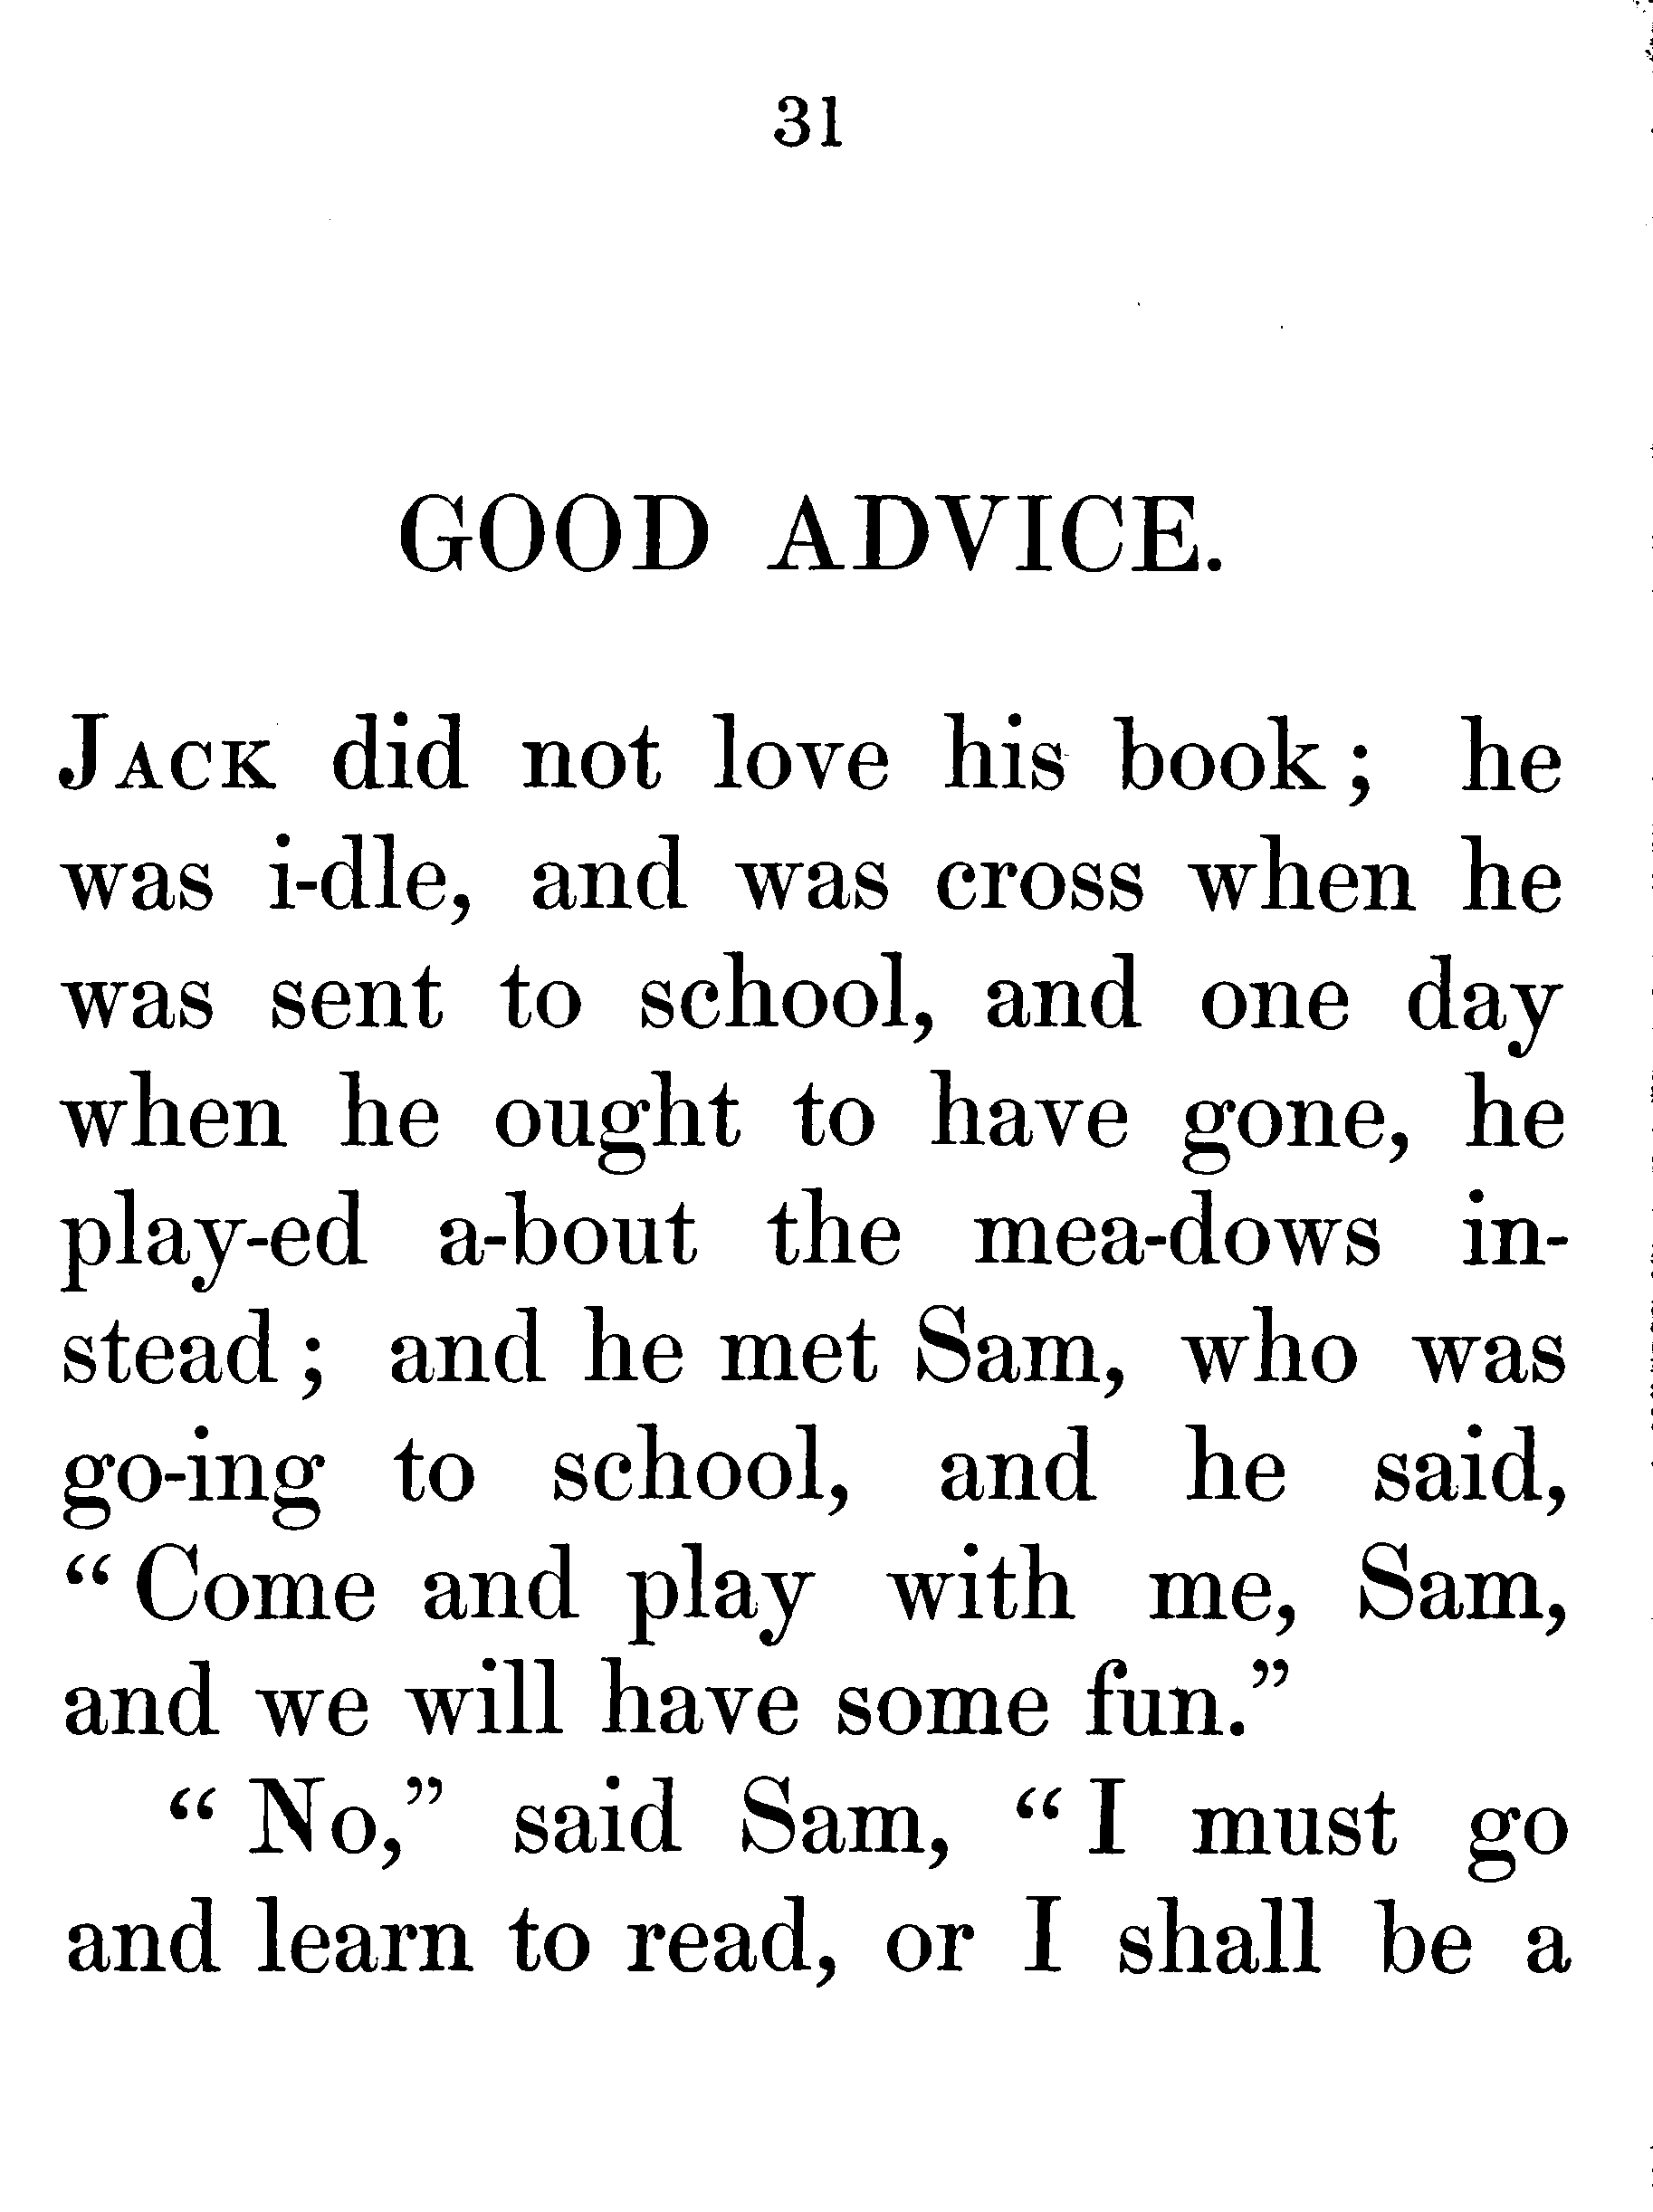 31
GOOD ADVICE.
JACK did not love his book; he
was i-dle, and was cross when he
was sent to school, and one day
when he ought to have gone, he
play-ed a-bout the mea-dows in-
stead; and he met Sam, who was
go-ing to school, and he said,
“Come and play with me, Sam,
and we will have some fun.”
“No,” said Sam, “I must go
and learn to read, or I shall be a